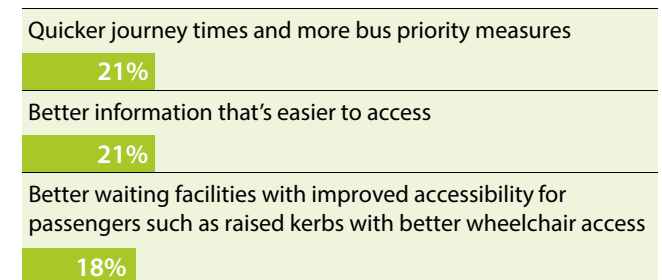 Quicker journey times and more bus priority measures
21%
Better information that’s easier to access
21%
Better waiting facilities with improved accessibility for
passengers such as raised kerbs with better wheelchair access
18%